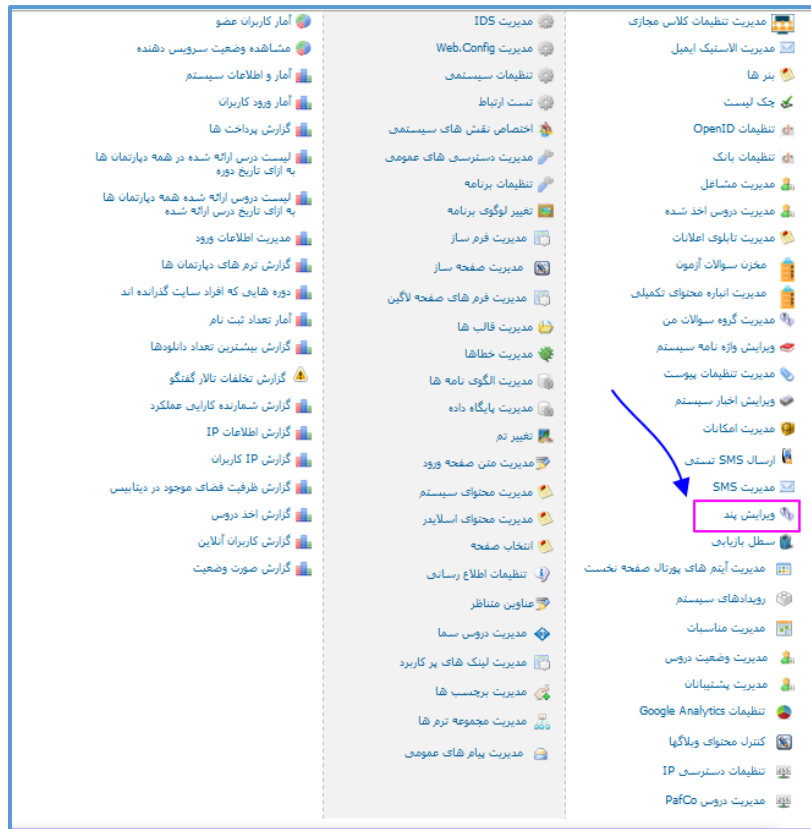 مدیریت تنظیمات کلاس مجازی
مدیریت الاستیک ایمیل
بنر ها
چک لیست
تنظیمات OpenID
تنظیمات بانک
مدیریت مشاغل
مدیریت دروس اخذ شده
مدیریت تابلوی اعلانات
مخزن سوالات آزمون
مدیریت انباره محتوای تکمیلی
مدیریت گروه سوالات من
ویرایش واژه نامه سیستم
مدیریت تنظیمات پیوست
ویرایش اخبار سیستم
مدیریت امکانات
ارسال SMS تستی
مدیریت SMS
ویرایش پند
سطل بازیابی
مدیریت آیتم های پورتال صفحه نخست
رویدادهای سیستم
مدیریت مناسبات
مدیریت وضعیت دروس
مدیریت پشتیبانان
تنظیمات Google Analytics
کنترل محتوای وبلاگها
تنظیمات دسترسی IP
مدیریت دروس PafCo
مدیریت IDS
مدیریت Web.Config
تنظیمات سیستمی
تست ارتباط
اختصاص نقش های سیستمی
مدیریت دسترسی های عمومی
تنظیمات برنامه
تغییر لوگوی برنامه
مدیریت فرم ساز
مدیریت صفحه ساز
مدیریت فرم های صفحه لاگین
مدیریت قالب ها
مدیریت خطاها
مدیریت الگوی نامه ها
مدیریت پایگاه داده
تغییر تم
مدیریت متن صفحه ورود
مدیریت محتوای سیستم
مدیریت محتوای اسلایدر
انتخاب صفحه
تنظیمات اطلاع رسانی
عناوین متناظر
مدیریت دروس سما
مدیریت لینک های پر کاربرد
مدیریت برچسب ها
مدیریت مجموعه ترم ها
مدیریت پیام های عمومی
آمار کاربران عضو
مشاهده وضعیت سرویس دهنده
آمار و اطلاعات سیستم
آمار ورود کاربران
گزارش پرداخت ها
لیست درس ارائه شده در همه دپارتمان ها
به ازای تاریخ دوره
لیست دروس ارائه شده همه دپارتمان ها
به ازای تاریخ درس ارائه شده
مدیریت اطلاعات ورود
گزارش ترم های دپارتمان ها
دوره هایی که افراد سایت گذرانده اند
آمار تعداد ثبت نام
گزارش بیشترین تعداد دانلودها
گزارش تخلفات تالار گفتگو
گزارش شمارنده کارایی عملکرد
گزارش اطلاعات IP
گزارش IP کاربران
گزارش ظرفیت فضای موجود در دیتابیس
گزارش اخذ دروس
گزارش کاربران آنلاین
گزارش صورت وضعیت